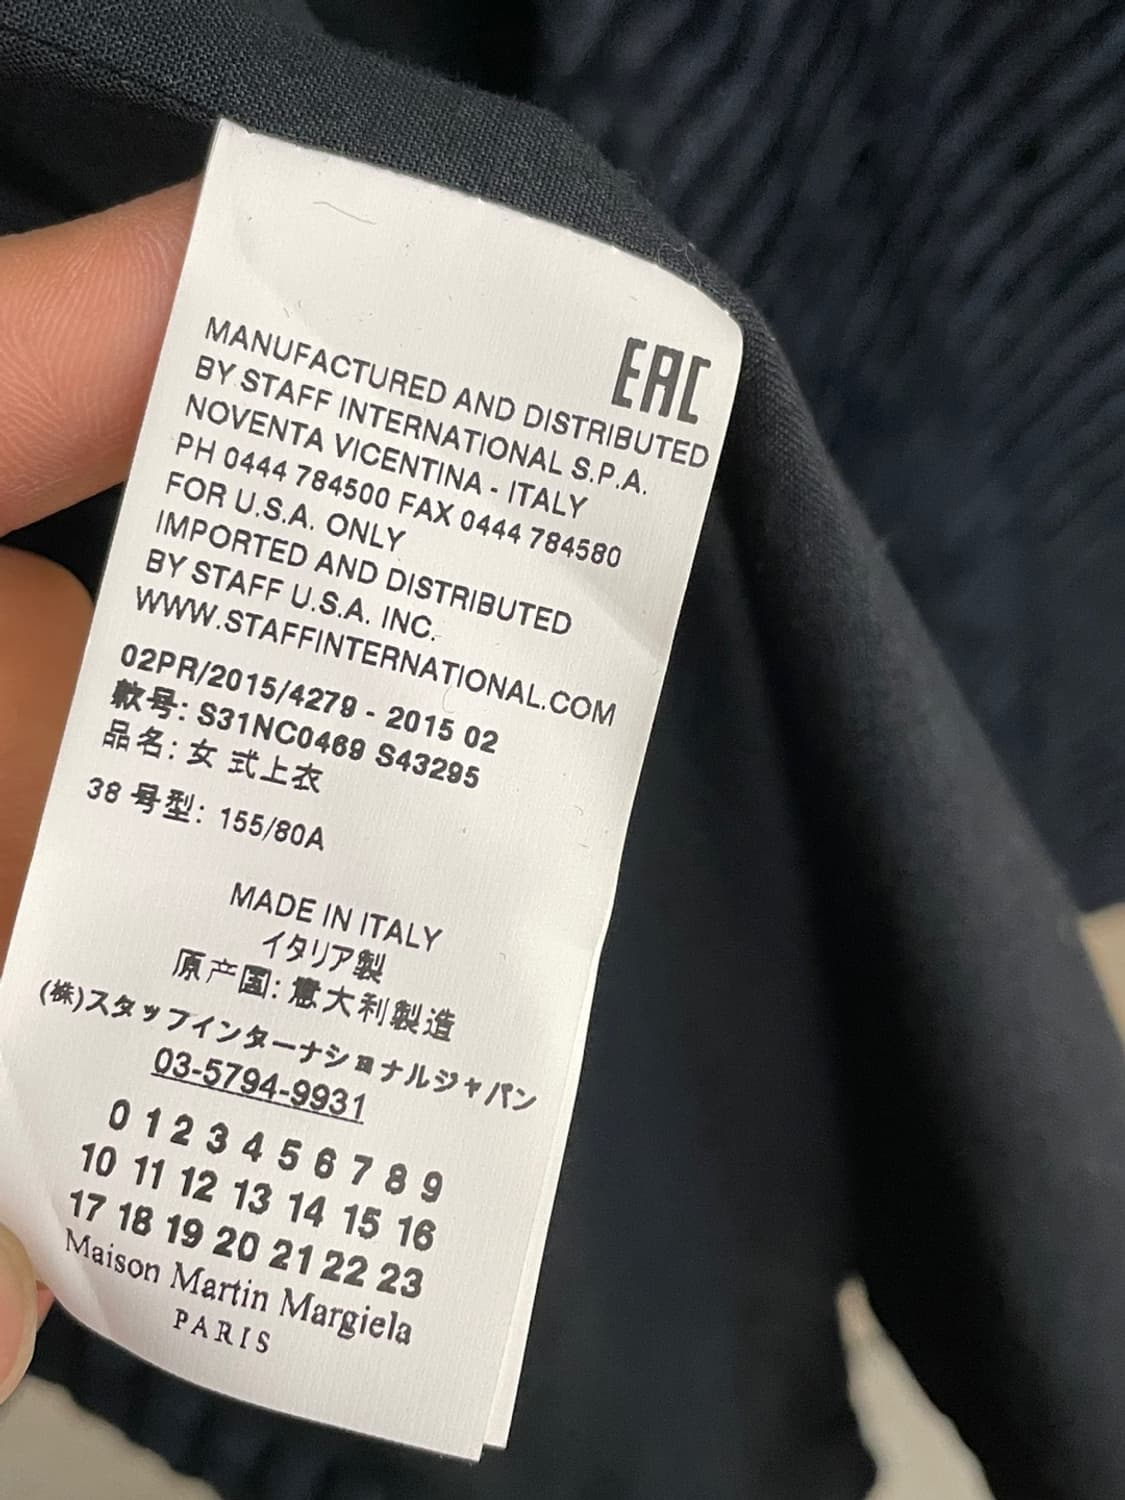 EAC
MANUFACTURED AND DISTRIBUTED
BY STAFF INTERNATIONAL S.P.A.
NOVENTA VICENTINA - ITALY
PH 0444 784500 FAX 0444 784580
FOR U.S.A. ONLY
IMPORTED AND DISTRIBUTED
BY STAFF U.S.A. INC.
WWW.STAFFINTERNATIONAL.COM
02PR/2015/4279 - 2015 02
款号: S31NC0469 S43295
品名: 女 式上衣
38 号型: 155/80A
MADE IN ITALY
イタリア製
原产国: 意大利製造
(株)スタッフインターナショナルジャパン
03-5794-9931
0 1 2 3 4 5 6 7 8 9
10 11 12 13 14 15 16
17 18 19 20 21 22 23
Maison Martin Margiela
PARIS